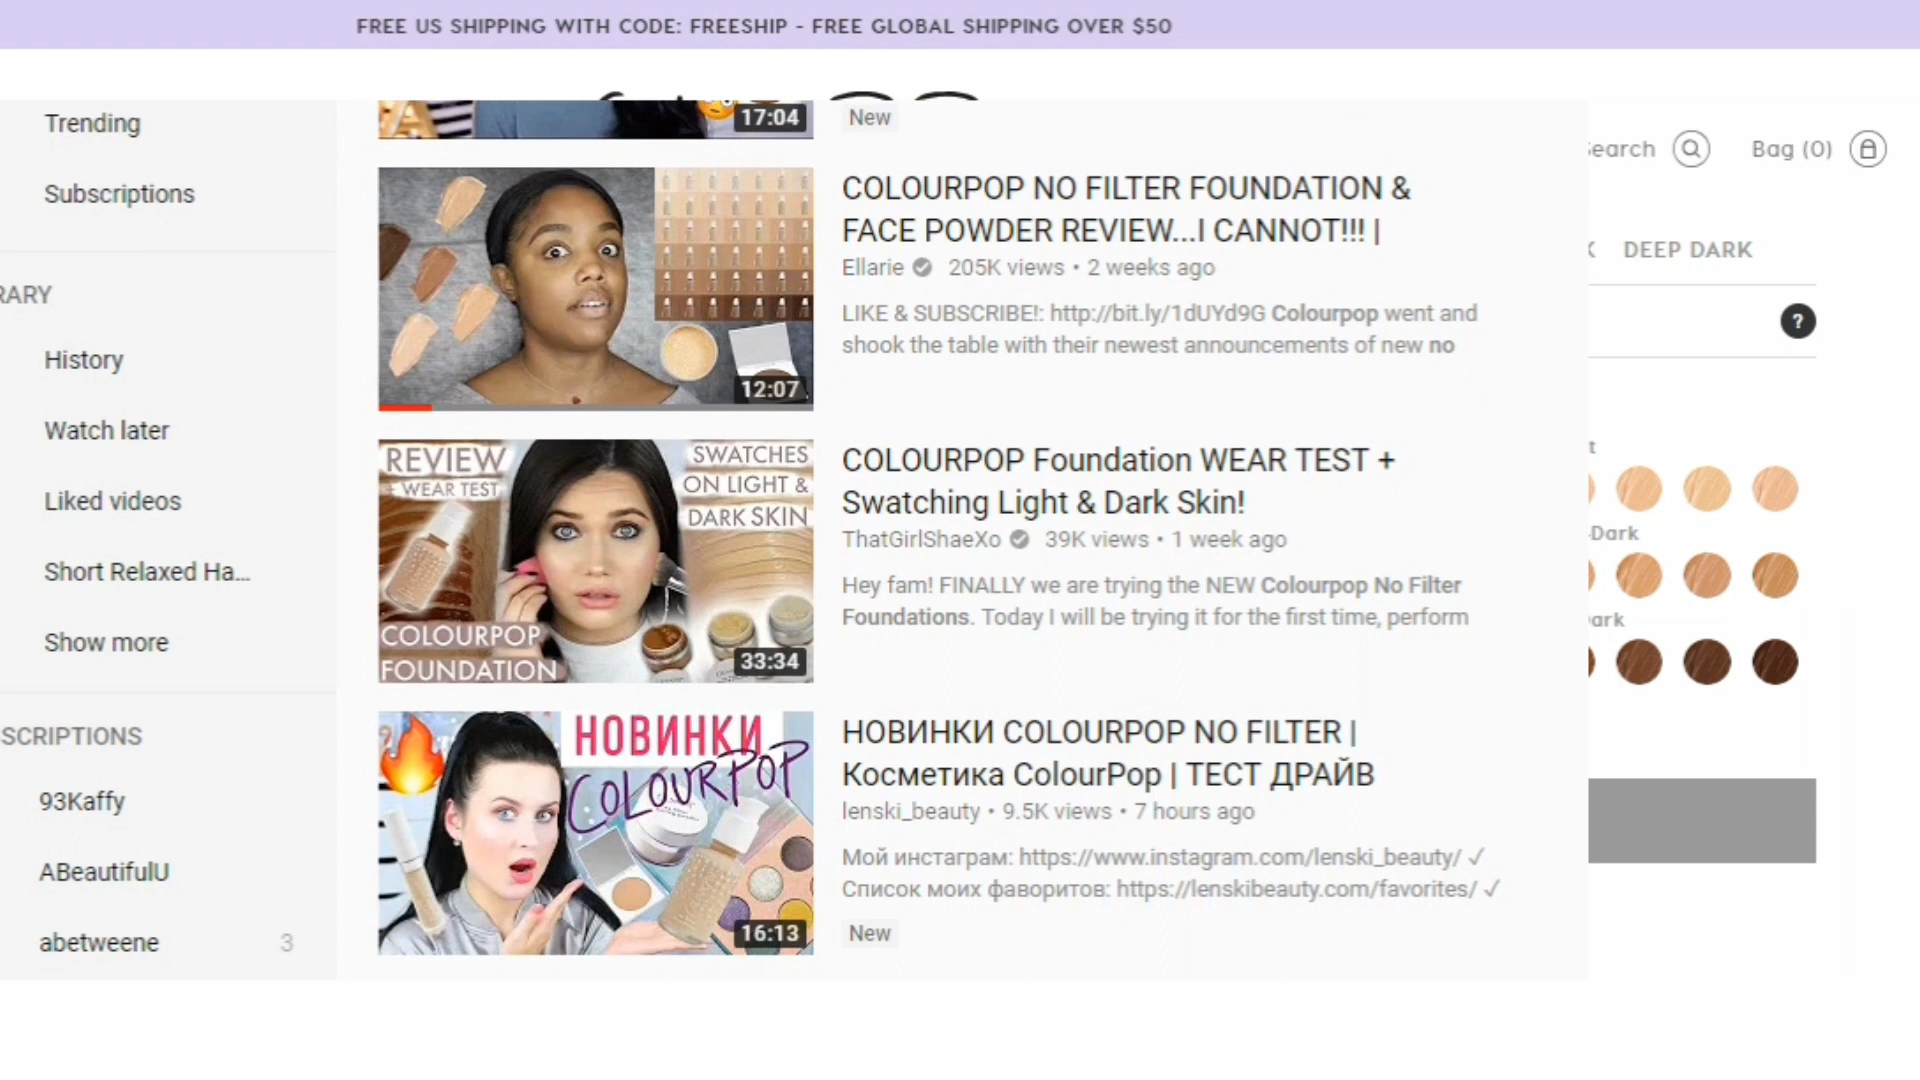 FREE US SHIPPING WITH CODE: FREESHIP - FREE GLOBAL SHIPPING OVER $50
Search
Bag (0)
DEEP DARK
?
Trending
Subscriptions
RARY
History
Watch later
Liked videos
Short Relaxed Ha...
Show more
SCRIPTIONS
93Kaffy
ABeautifulU
abetweene 3
17:04
New
12:07
COLOURPOP NO FILTER FOUNDATION &
FACE POWDER REVIEW...I CANNOT!!! |
Ellarie 205K views • 2 weeks ago
LIKE & SUBSCRIBE!: http://bit.ly/1dUYd9G Colourpop went and
shook the table with their newest announcements of new no
REVIEW
+ WEAR TEST
SWATCHES
ON LIGHT &
DARK SKIN
COLOURPOP
FOUNDATION
33:34
COLOURPOP Foundation WEAR TEST +
Swatching Light & Dark Skin!
ThatGirlShaeXo 39K views • 1 week ago
Hey fam! FINALLY we are trying the NEW Colourpop No Filter
Foundations. Today I will be trying it for the first time, perform
НОВИНКИ
COLOURPOP
16:13
НОВИНКИ COLOURPOP NO FILTER |
Косметика ColourPop | ТЕСТ ДРАЙВ
lenski_beauty • 9.5K views • 7 hours ago
Мой инстаграм: https://www.instagram.com/lenski_beauty/ ✓
Список моих фаворитов: https://lenskibeauty.com/favorites/ ✓
New
-Dark
ark